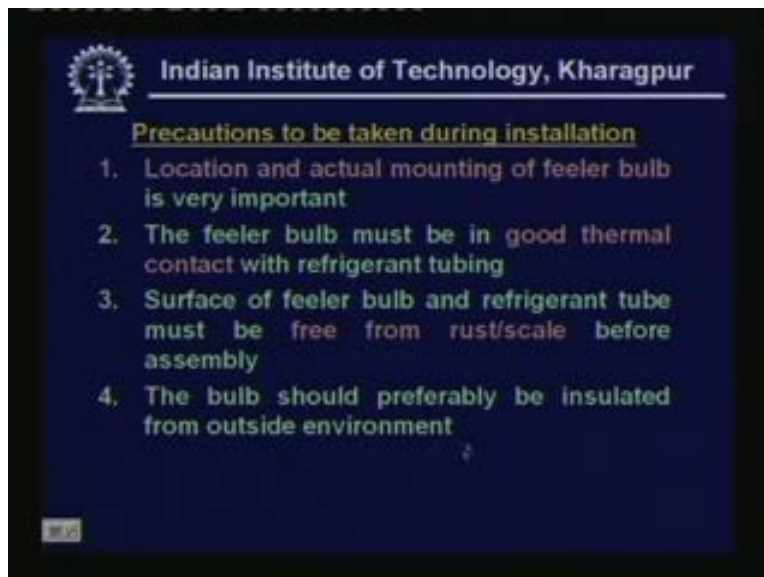 Indian Institute of Technology, Kharagpur
Precautions to be taken during installation
1. Location and actual mounting of feeler bulb
is very important
2. The feeler bulb must be in good thermal
contact with refrigerant tubing
3. Surface of feeler bulb and refrigerant tube
must be free from rust/scale before
assembly
4. The bulb should preferably be insulated
from outside environment